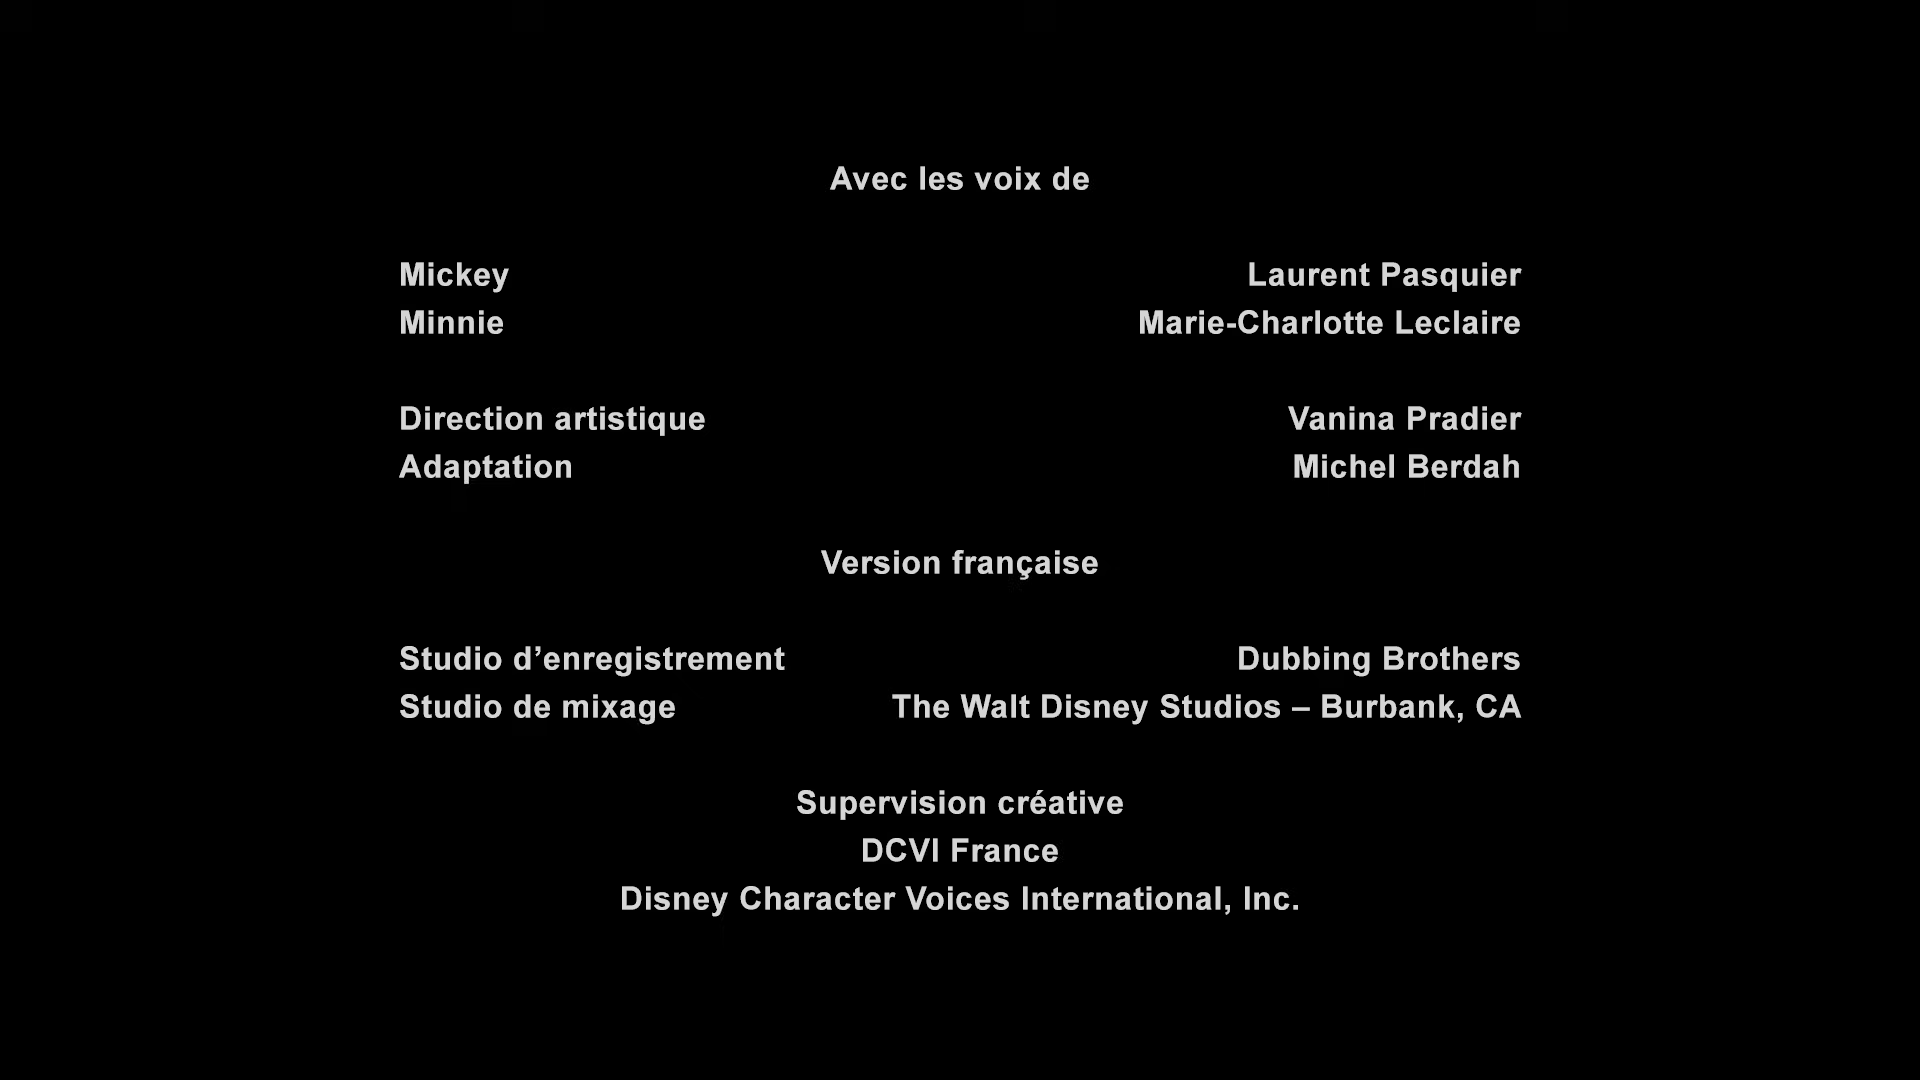 Avec les voix de
Mickey Laurent Pasquier
Minnie Marie-Charlotte Leclaire
Direction artistique Vanina Pradier
Adaptation Michel Berdah
Version française
Studio d’enregistrement Dubbing Brothers
Studio de mixage The Walt Disney Studios – Burbank, CA
Supervision créative
DCVI France
Disney Character Voices International, Inc.